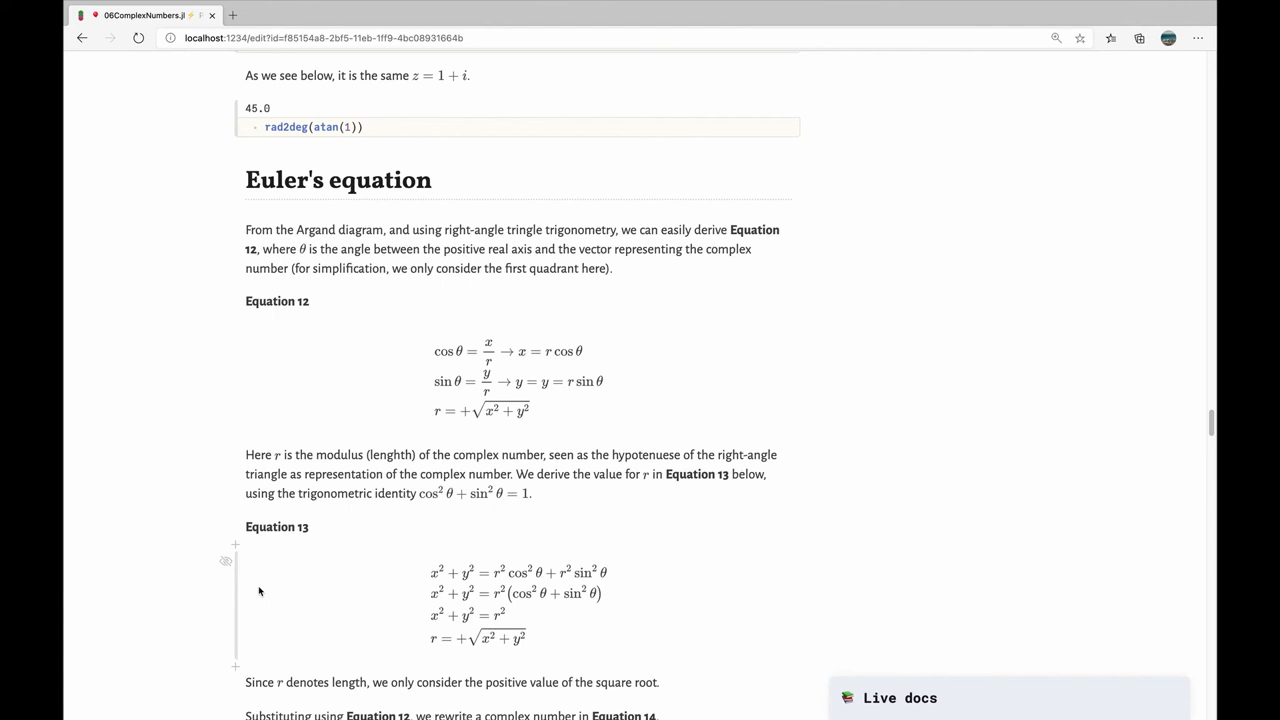 06ComplexNumbers.jl ⚡ F
localhost:1234/edit?id=f85154a8-2bf5-11eb-1ff9-4bc08931664b
As we see below, it is the same z = 1 + i.
45.0
rad2deg(atan(1))
Euler's equation
From the Argand diagram, and using right-angle tringle trigonometry, we can easily derive Equation
12, where θ is the angle between the positive real axis and the vector representing the complex
number (for simplification, we only consider the first quadrant here).
Equation 12
cos θ = x/r → x = r cos θ
sin θ = y/r → y = y = r sin θ
r = +√(x² + y²)
Here r is the modulus (lenghth) of the complex number, seen as the hypotenuese of the right-angle
triangle as representation of the complex number. We derive the value for r in Equation 13 below,
using the trigonometric identity cos² θ + sin² θ = 1.
Equation 13
x² + y² = r² cos² θ + r² sin² θ
x² + y² = r² (cos² θ + sin² θ)
x² + y² = r²
r = +√(x² + y²)
Since r denotes length, we only consider the positive value of the square root.
Substituting using Equation 12, we rewrite a complex number in Equation 14.
Live docs